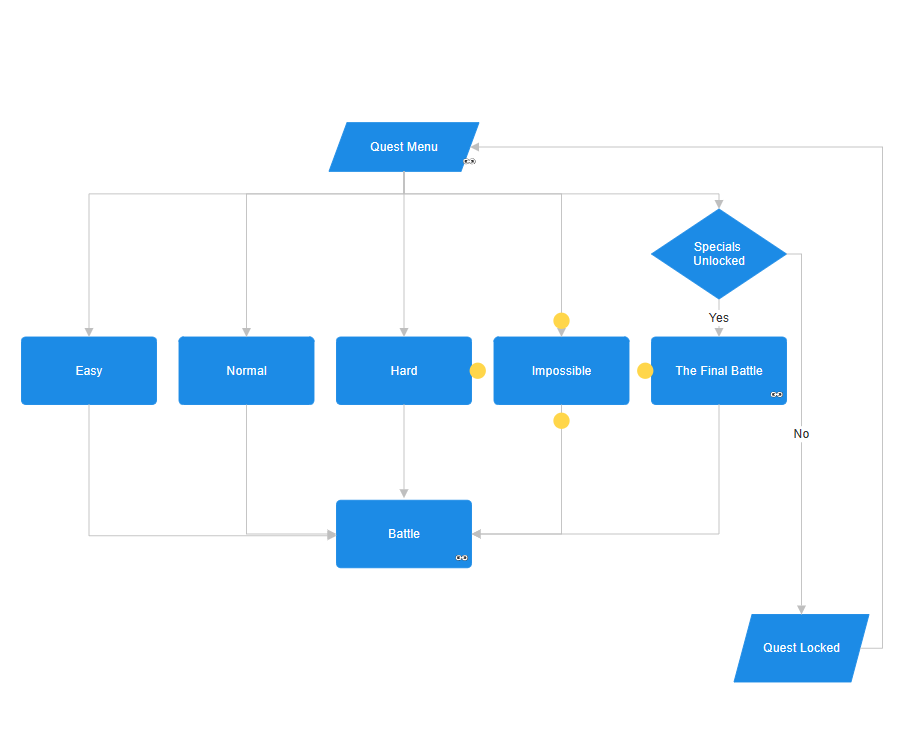 Quest Menu
Specials
Unlocked
Yes
Easy
Normal
Hard
Impossible
The Final Battle
No
Battle
Quest Locked